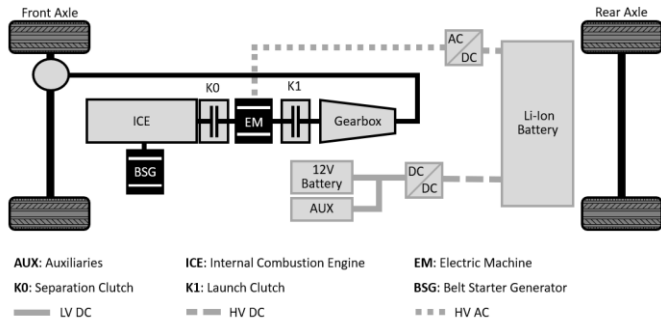 Front Axle
Rear Axle
AC
DC
K0
K1
ICE
EM
Gearbox
Li-Ion
Battery
BSG
12V
Battery
DC
DC
AUX
AUX: Auxiliaries
ICE: Internal Combustion Engine
EM: Electric Machine
K0: Separation Clutch
K1: Launch Clutch
BSG: Belt Starter Generator
LV DC
HV DC
HV AC